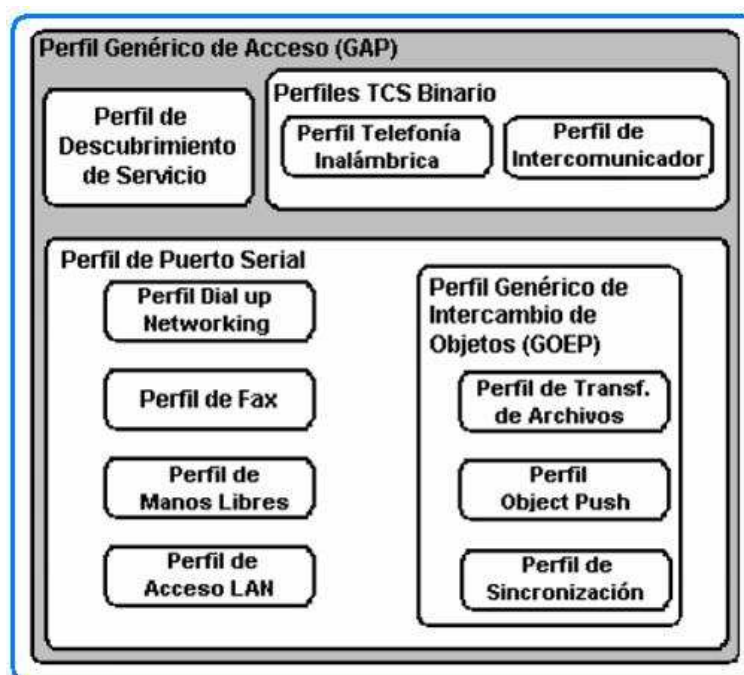 Perfil Genérico de Acceso (GAP)
Perfil de
Descubrimiento
de Servicio
Perfiles TCS Binario
Perfil Telefonía
Inalámbrica
Perfil de
Intercomunicador
Perfil de Puerto Serial
Perfil Dial up
Networking
Perfil de Fax
Perfil de
Manos Libres
Perfil de
Acceso LAN
Perfil Genérico de
Intercambio de
Objetos (GOEP)
Perfil de Transf.
de Archivos
Perfil
Object Push
Perfil de
Sincronización